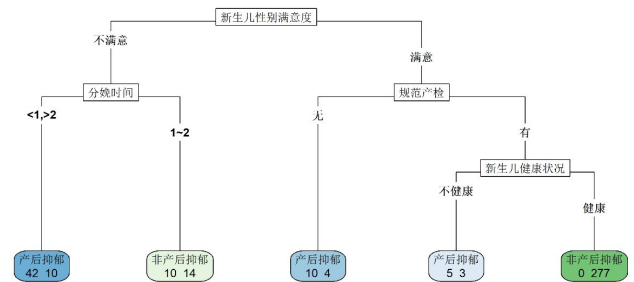 新生儿性别满意度
不满意
满意
分娩时间
规范产检
<1,>2
1~2
无
有
新生儿健康状况
不健康
健康
产后抑郁
42 10
非产后抑郁
10 14
产后抑郁
10 4
产后抑郁
5 3
非产后抑郁
0 277